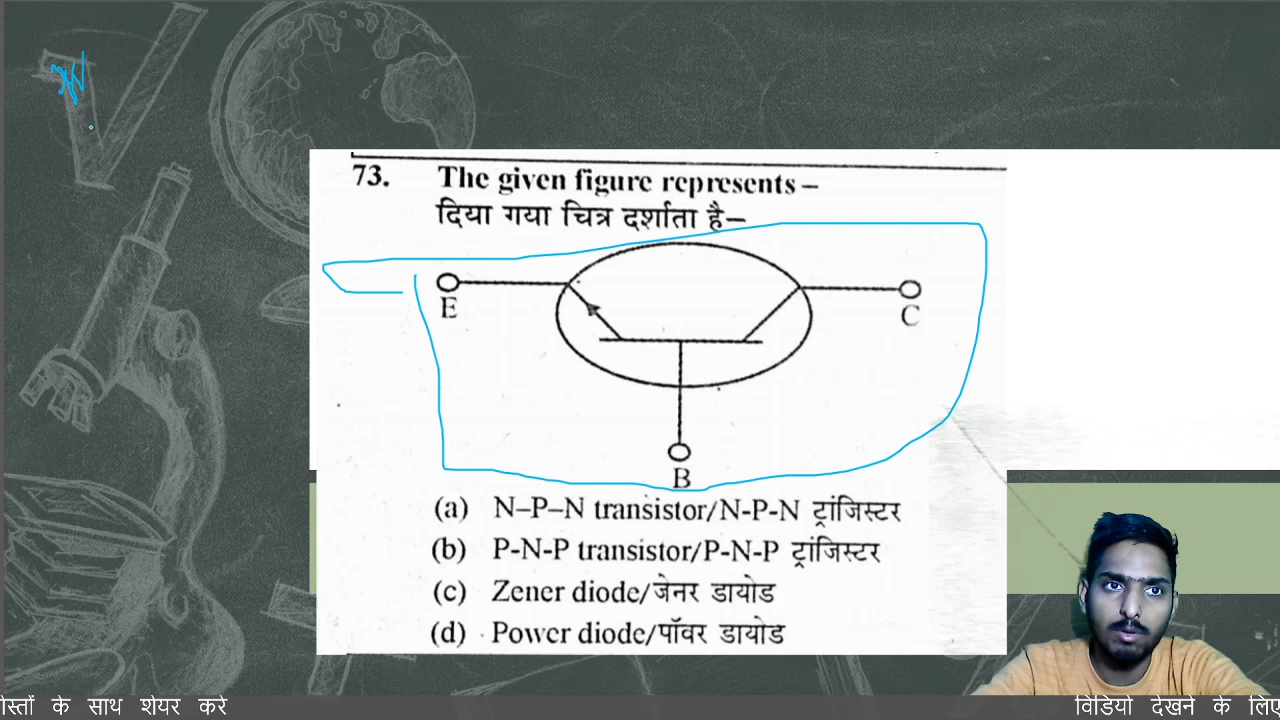 N
73. The given figure represents –
दिया गया चित्र दर्शाता है–
E
C
B
(a) N–P–N transistor/N-P-N ट्रांजिस्टर
(b) P-N-P transistor/P-N-P ट्रांजिस्टर
(c) Zener diode/जेनर डायोड
(d) Power diode/पॉवर डायोड
स्तों के साथ शेयर करे
विडियो देखने के लिए